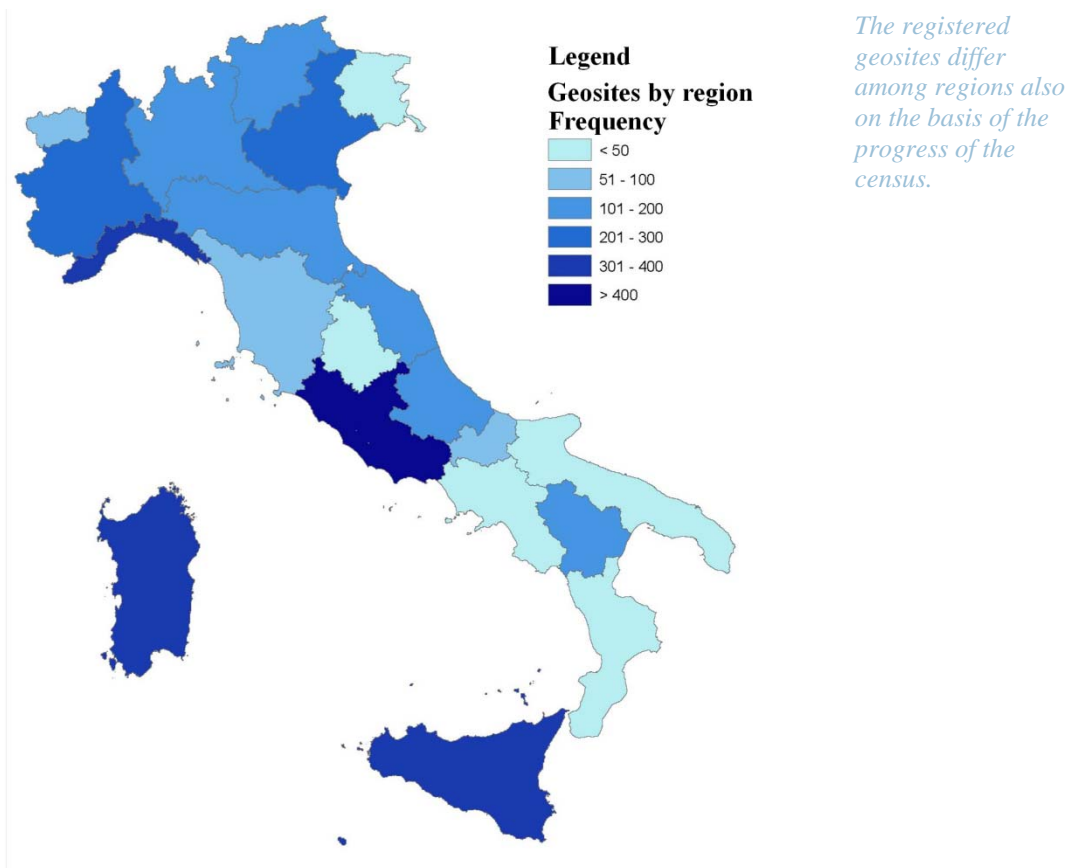 Legend
Geosites by region
Frequency
< 50
51 - 100
101 - 200
201 - 300
301 - 400
> 400
The registered
geosites differ
among regions also
on the basis of the
progress of the
census.